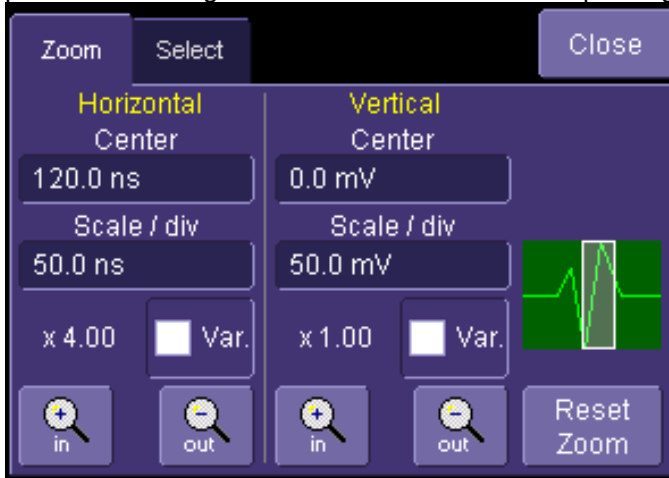 Zoom Select Close
Horizontal Vertical
Center Center
120.0 ns 0.0 mV
Scale / div Scale / div
50.0 ns 50.0 mV
x 4.00 Var. x 1.00 Var.
in out in out Reset
Zoom